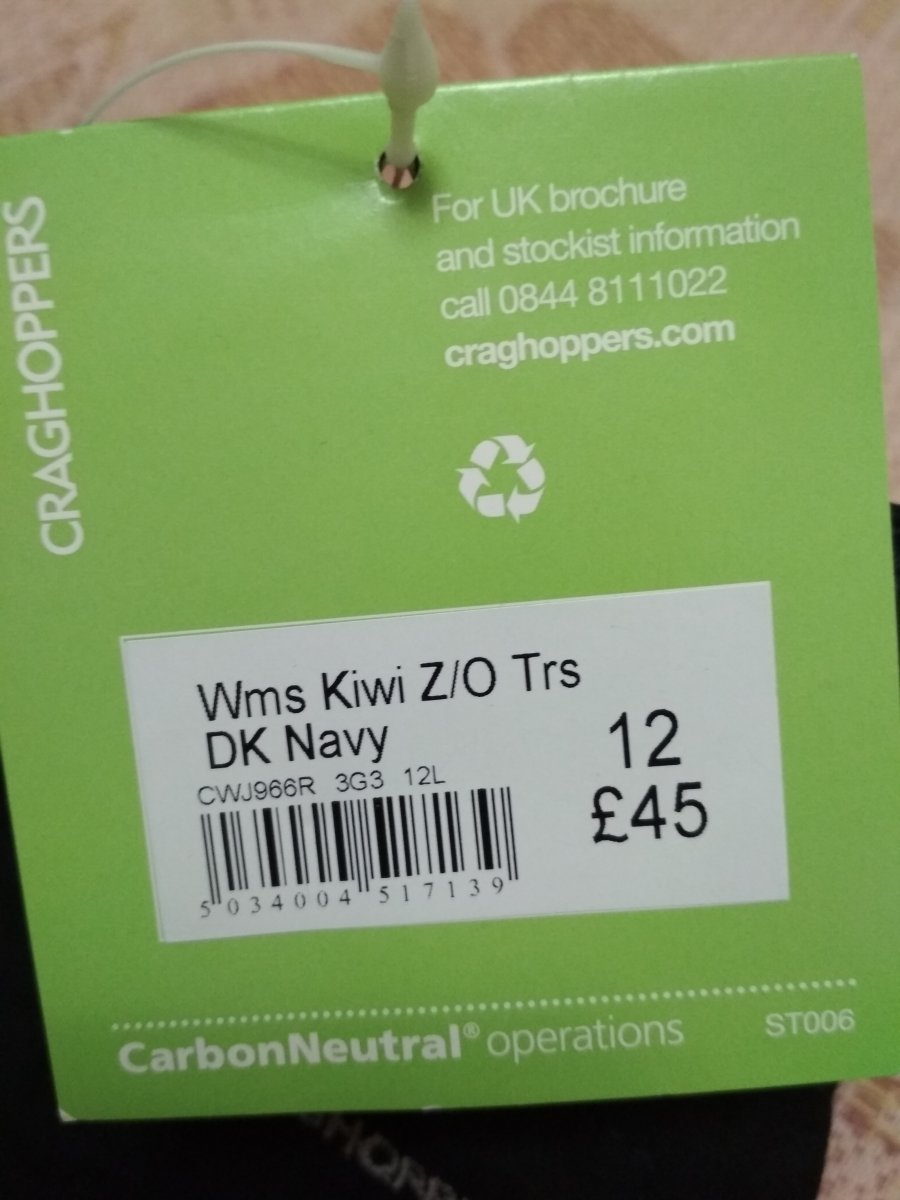 CRAGHOPPERS
For UK brochure
and stockist information
call 0844 8111022
craghoppers.com
Wms Kiwi Z/O Trs
DK Navy
12
CWJ966R 3G3 12L
£45
5 034004 517139
CarbonNeutral® operations
ST006